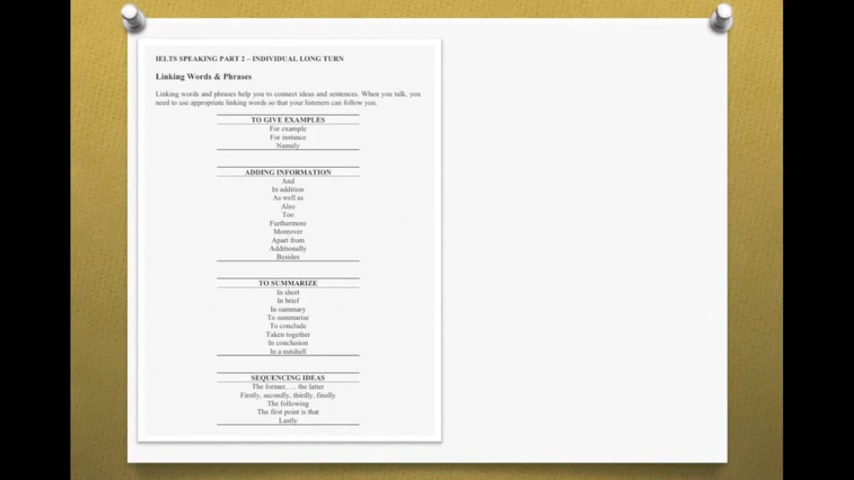 IELTS SPEAKING PART 2 – INDIVIDUAL LONG TURN
Linking Words & Phrases
Linking words and phrases help you to connect ideas and sentences. When you talk, you
need to use appropriate linking words so that your listeners can follow you.
TO GIVE EXAMPLES
For example
For instance
Namely
ADDING INFORMATION
And
In addition
As well as
Also
Too
Furthermore
Moreover
Apart from
Additionally
Besides
TO SUMMARIZE
In short
In brief
In summary
To summarise
To conclude
Taken together
In conclusion
In a nutshell
SEQUENCING IDEAS
The former, … the latter
Firstly, secondly, thirdly, finally
The following
The first point is that
Lastly